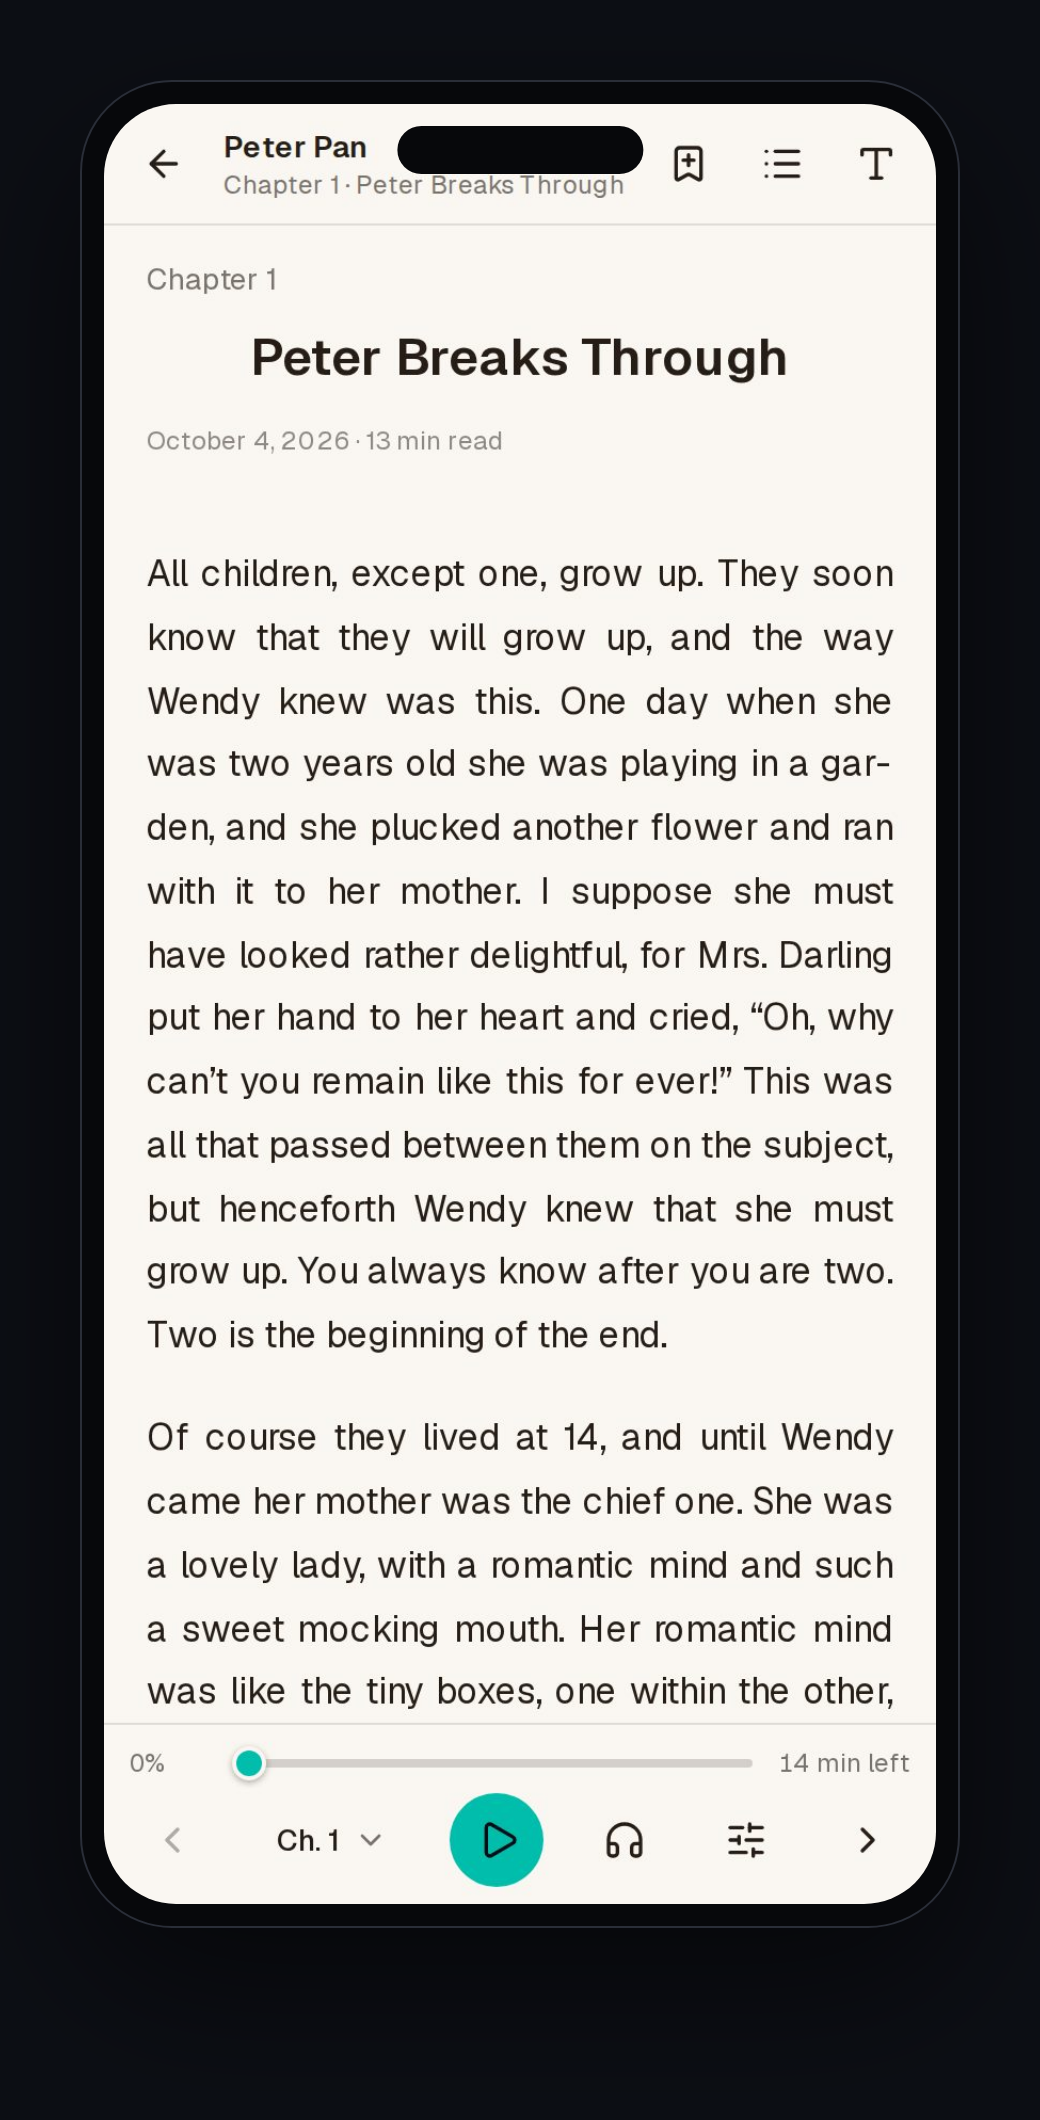 Peter Pan
Chapter 1 · Peter Breaks Through
Chapter 1
Peter Breaks Through
October 4, 2026 · 13 min read
All children, except one, grow up. They soon
know that they will grow up, and the way
Wendy knew was this. One day when she
was two years old she was playing in a gar-
den, and she plucked another flower and ran
with it to her mother. I suppose she must
have looked rather delightful, for Mrs. Darling
put her hand to her heart and cried, “Oh, why
can’t you remain like this for ever!” This was
all that passed between them on the subject,
but henceforth Wendy knew that she must
grow up. You always know after you are two.
Two is the beginning of the end.
Of course they lived at 14, and until Wendy
came her mother was the chief one. She was
a lovely lady, with a romantic mind and such
a sweet mocking mouth. Her romantic mind
was like the tiny boxes, one within the other,
0%
14 min left
Ch. 1